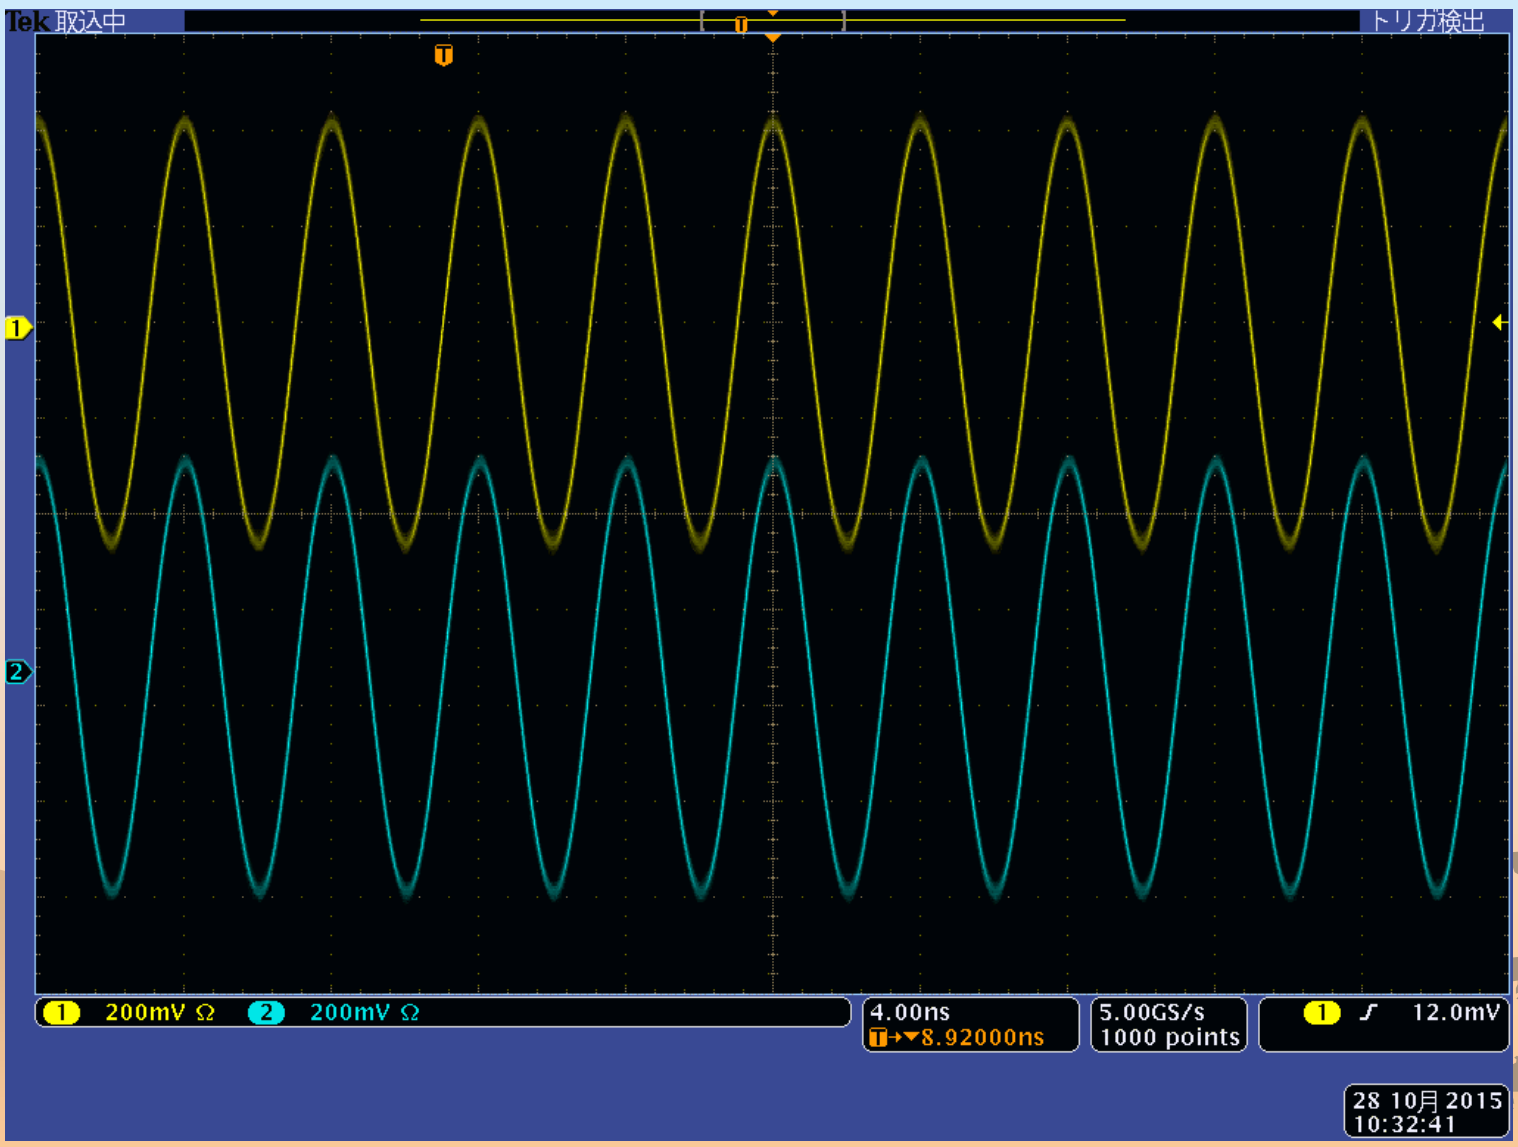 Tek 取込中
トリガ検出
T
T
1
2
1 200mV Ω 2 200mV Ω
4.00ns
T→▼8.92000ns
5.00GS/s
1000 points
1 12.0mV
28 10月 2015
10:32:41